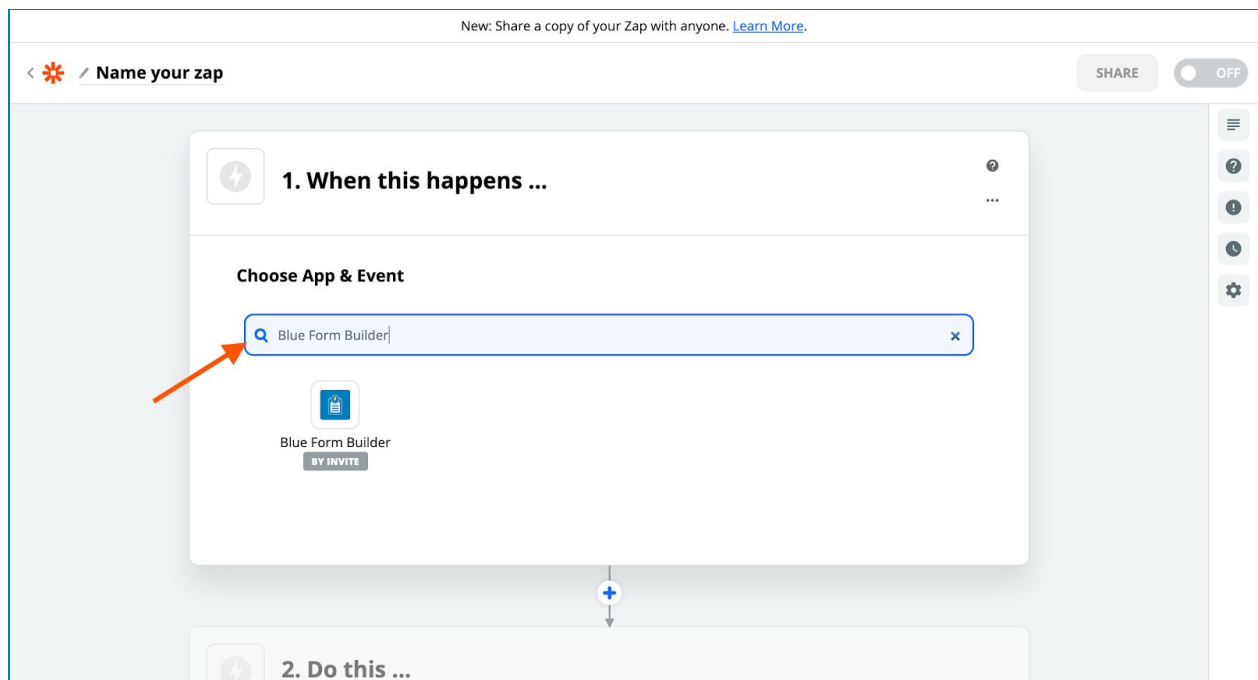 New: Share a copy of your Zap with anyone. Learn More.
Name your zap
SHARE
OFF
1. When this happens ...
Choose App & Event
Blue Form Builder
Blue Form Builder
BY INVITE
2. Do this ...